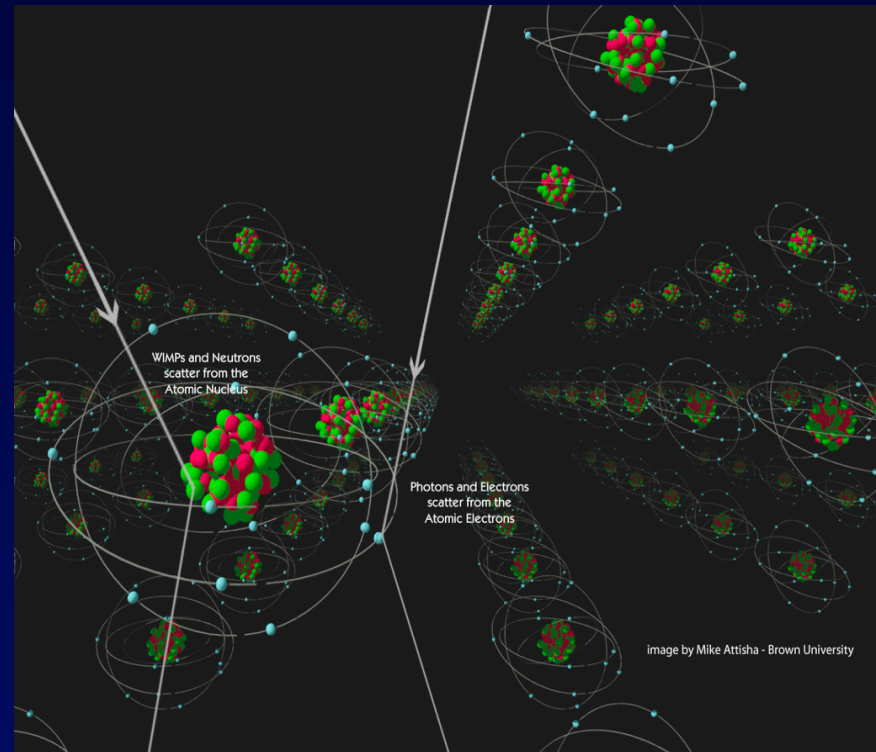 WIMPs and Neutrons
scatter from the
Atomic Nucleus
Photons and Electrons
scatter from the
Atomic Electrons
image by Mike Attisha - Brown University